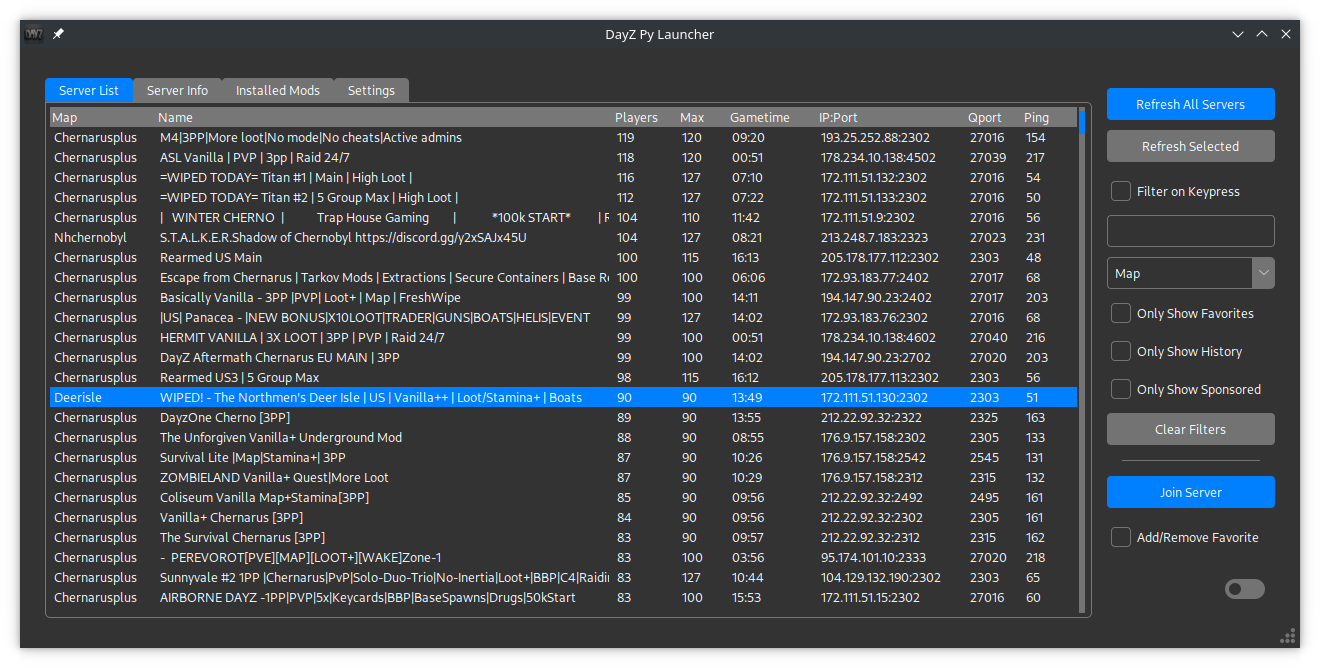 DayZ Py Launcher
Server List Server Info Installed Mods Settings
Map Name Players Max Gametime IP:Port Qport Ping
Chernarusplus M4|3PP|More loot|No mode|No cheats|Active admins 119 120 09:20 193.25.252.88:2302 27016 154
Chernarusplus ASL Vanilla | PVP | 3pp | Raid 24/7 118 120 00:51 178.234.10.138:4502 27039 217
Chernarusplus =WIPED TODAY= Titan #1 | Main | High Loot | 116 127 07:10 172.111.51.132:2302 27016 54
Chernarusplus =WIPED TODAY= Titan #2 | 5 Group Max | High Loot | 112 127 07:22 172.111.51.133:2302 27016 50
Chernarusplus | WINTER CHERNO | Trap House Gaming | *100k START* | F 104 110 11:42 172.111.51.9:2302 27016 56
Nhchernobyl S.T.A.L.K.E.R.Shadow of Chernobyl https://discord.gg/y2xSAJx45U 104 127 08:21 213.248.7.183:2323 27023 231
Chernarusplus Rearmed US Main 100 115 16:13 205.178.177.112:2302 2303 48
Chernarusplus Escape from Chernarus | Tarkov Mods | Extractions | Secure Containers | Base Re 100 100 06:06 172.93.183.77:2402 27017 68
Chernarusplus Basically Vanilla - 3PP |PVP| Loot+ | Map | FreshWipe 99 100 14:11 194.147.90.23:2402 27017 203
Chernarusplus |US| Panacea - |NEW BONUS|X10LOOT|TRADER|GUNS|BOATS|HELIS|EVENT 99 127 14:02 172.93.183.76:2302 27016 68
Chernarusplus HERMIT VANILLA | 3X LOOT | 3PP | PVP | Raid 24/7 99 100 00:51 178.234.10.138:4602 27040 216
Chernarusplus DayZ Aftermath Chernarus EU MAIN | 3PP 99 100 14:02 194.147.90.23:2702 27020 203
Chernarusplus Rearmed US3 | 5 Group Max 98 115 16:12 205.178.177.113:2302 2303 56
Deerisle WIPED! - The Northmen's Deer Isle | US | Vanilla++ | Loot/Stamina+ | Boats 90 90 13:49 172.111.51.130:2302 2303 51
Chernarusplus DayzOne Cherno [3PP] 89 90 13:55 212.22.92.32:2322 2325 163
Chernarusplus The Unforgiven Vanilla+ Underground Mod 88 90 08:55 176.9.157.158:2302 2305 133
Chernarusplus Survival Lite |Map|Stamina+| 3PP 87 90 10:26 176.9.157.158:2542 2545 131
Chernarusplus ZOMBIELAND Vanilla+ Quest|More Loot 87 90 10:29 176.9.157.158:2312 2315 132
Chernarusplus Coliseum Vanilla Map+Stamina[3PP] 85 90 09:56 212.22.92.32:2492 2495 161
Chernarusplus Vanilla+ Chernarus [3PP] 84 90 09:56 212.22.92.32:2302 2305 161
Chernarusplus The Survival Chernarus [3PP] 83 90 09:57 212.22.92.32:2312 2315 162
Chernarusplus - PEREVOROT[PVE][MAP][LOOT+][WAKE]Zone-1 83 100 03:56 95.174.101.10:2333 27020 218
Chernarusplus Sunnyvale #2 1PP |Chernarus|PvP|Solo-Duo-Trio|No-Inertia|Loot+|BBP|C4|Raidin 83 127 10:44 104.129.132.190:2302 2303 65
Chernarusplus AIRBORNE DAYZ -1PP|PVP|5x|Keycards|BBP|BaseSpawns|Drugs|50kStart 83 100 15:53 172.111.51.15:2302 27016 60
Refresh All Servers
Refresh Selected
Filter on Keypress
Map
Only Show Favorites
Only Show History
Only Show Sponsored
Clear Filters
Join Server
Add/Remove Favorite